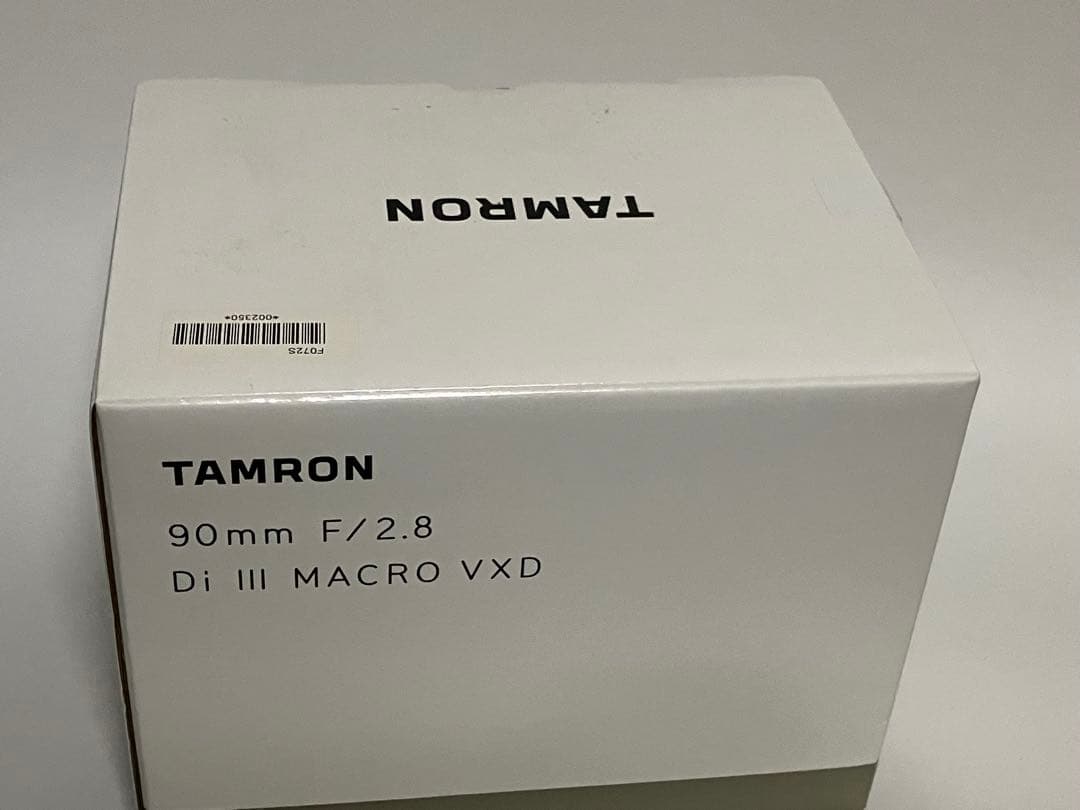 TAMRON
F072S
*002350*
TAMRON
90mm F/2.8
Di III MACRO VXD